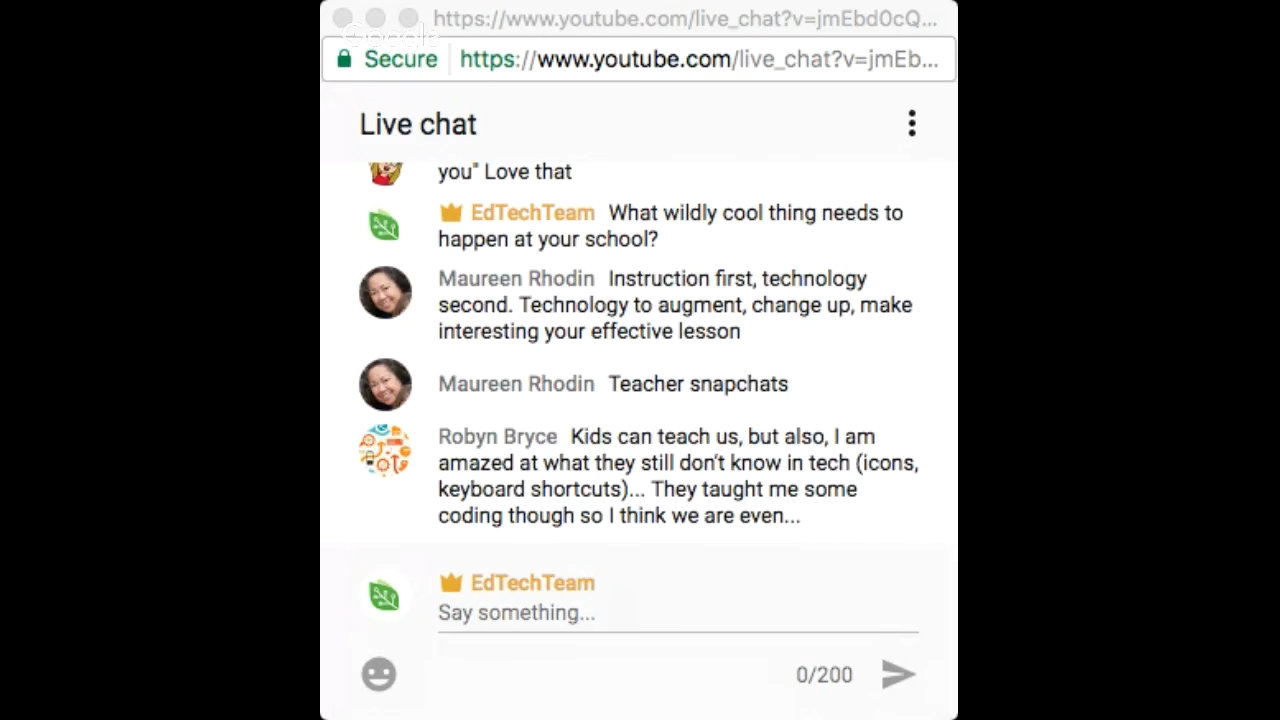 https://www.youtube.com/live_chat?v=jmEbd0cQ...
Google
Secure https://www.youtube.com/live_chat?v=jmEb...
Live chat
you" Love that
EdTechTeam What wildly cool thing needs to
happen at your school?
Maureen Rhodin Instruction first, technology
second. Technology to augment, change up, make
interesting your effective lesson
Maureen Rhodin Teacher snapchats
Robyn Bryce Kids can teach us, but also, I am
amazed at what they still don't know in tech (icons,
keyboard shortcuts)... They taught me some
coding though so I think we are even...
EdTechTeam
Say something...
0/200